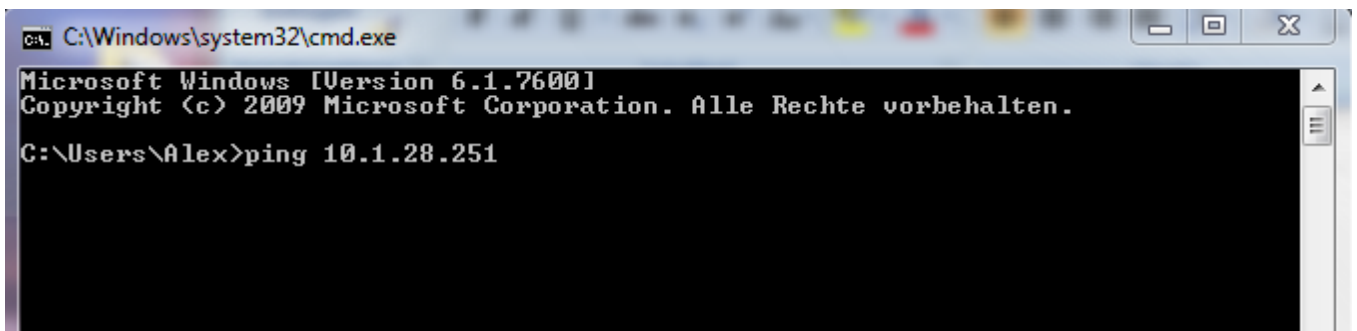 C:\Windows\system32\cmd.exe
Microsoft Windows [Version 6.1.7600]
Copyright (c) 2009 Microsoft Corporation. Alle Rechte vorbehalten.
C:\Users\Alex>ping 10.1.28.251